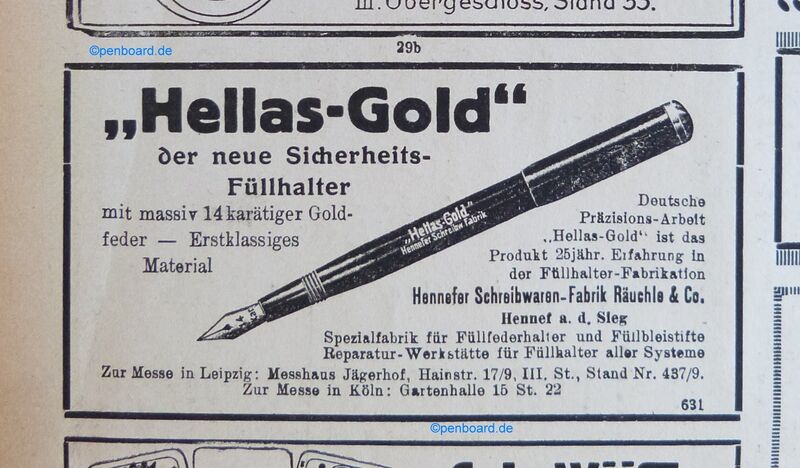 III. Obergeschoss, Stand 33.
©penboard.de
29b
„Hellas-Gold“
der neue Sicherheits-
Füllhalter
mit massiv 14karätiger Gold-
feder — Erstklassiges
Material
„Hellas-Gold“
Hennefer Schreibw Fabrik
Deutsche
Präzisions-Arbeit
„Hellas-Gold“ ist das
Produkt 25jähr. Erfahrung in
der Füllhalter-Fabrikation
Hennefer Schreibwaren-Fabrik Räuchle & Co.
Hennef a. d. Sieg
Spezialfabrik für Füllfederhalter und Füllbleistifte
Reparatur-Werkstätte für Füllhalter aller Systeme
Zur Messe in Leipzig: Messhaus Jägerhof, Hainstr. 17/9, III, St., Stand Nr. 437/9.
Zur Messe in Köln: Gartenhalle 15 St. 22
631
©penboard.de